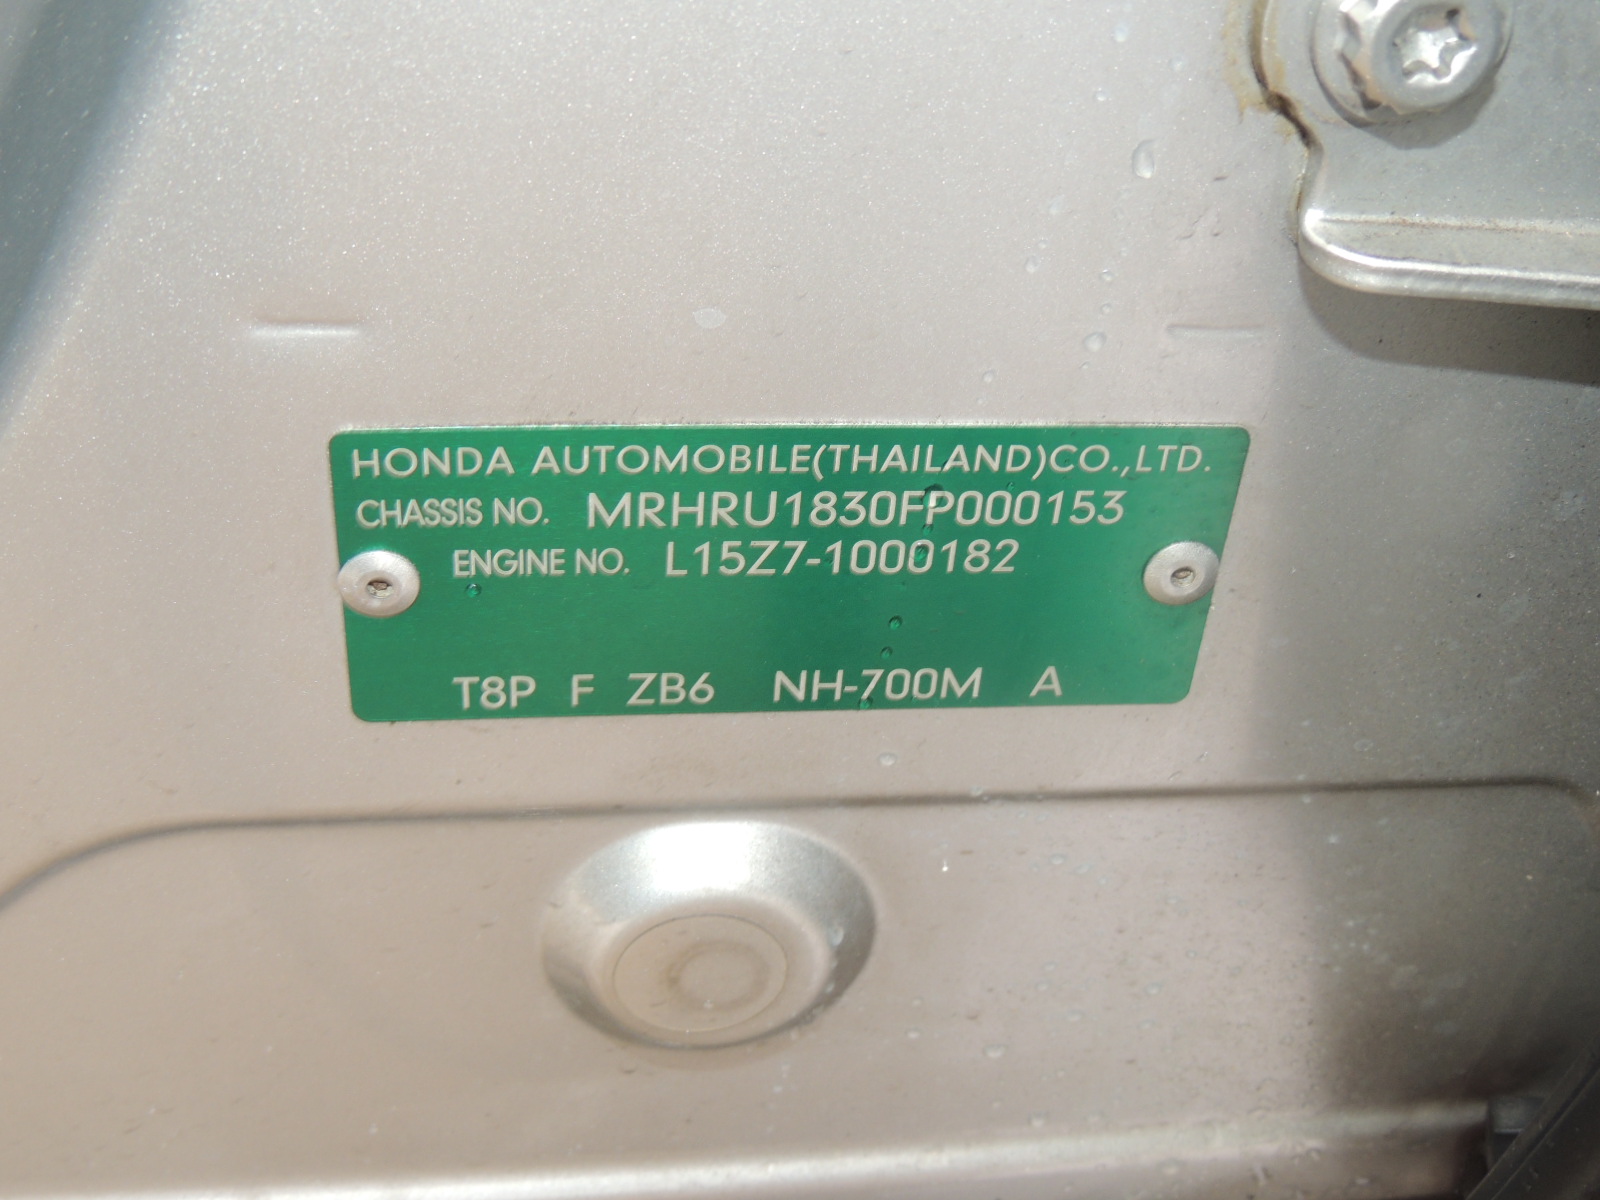 HONDA AUTOMOBILE(THAILAND)CO.,LTD.
CHASSIS NO. MRHRU1830FP000153
ENGINE NO. L15Z7-1000182
T8P F ZB6 NH-700M A